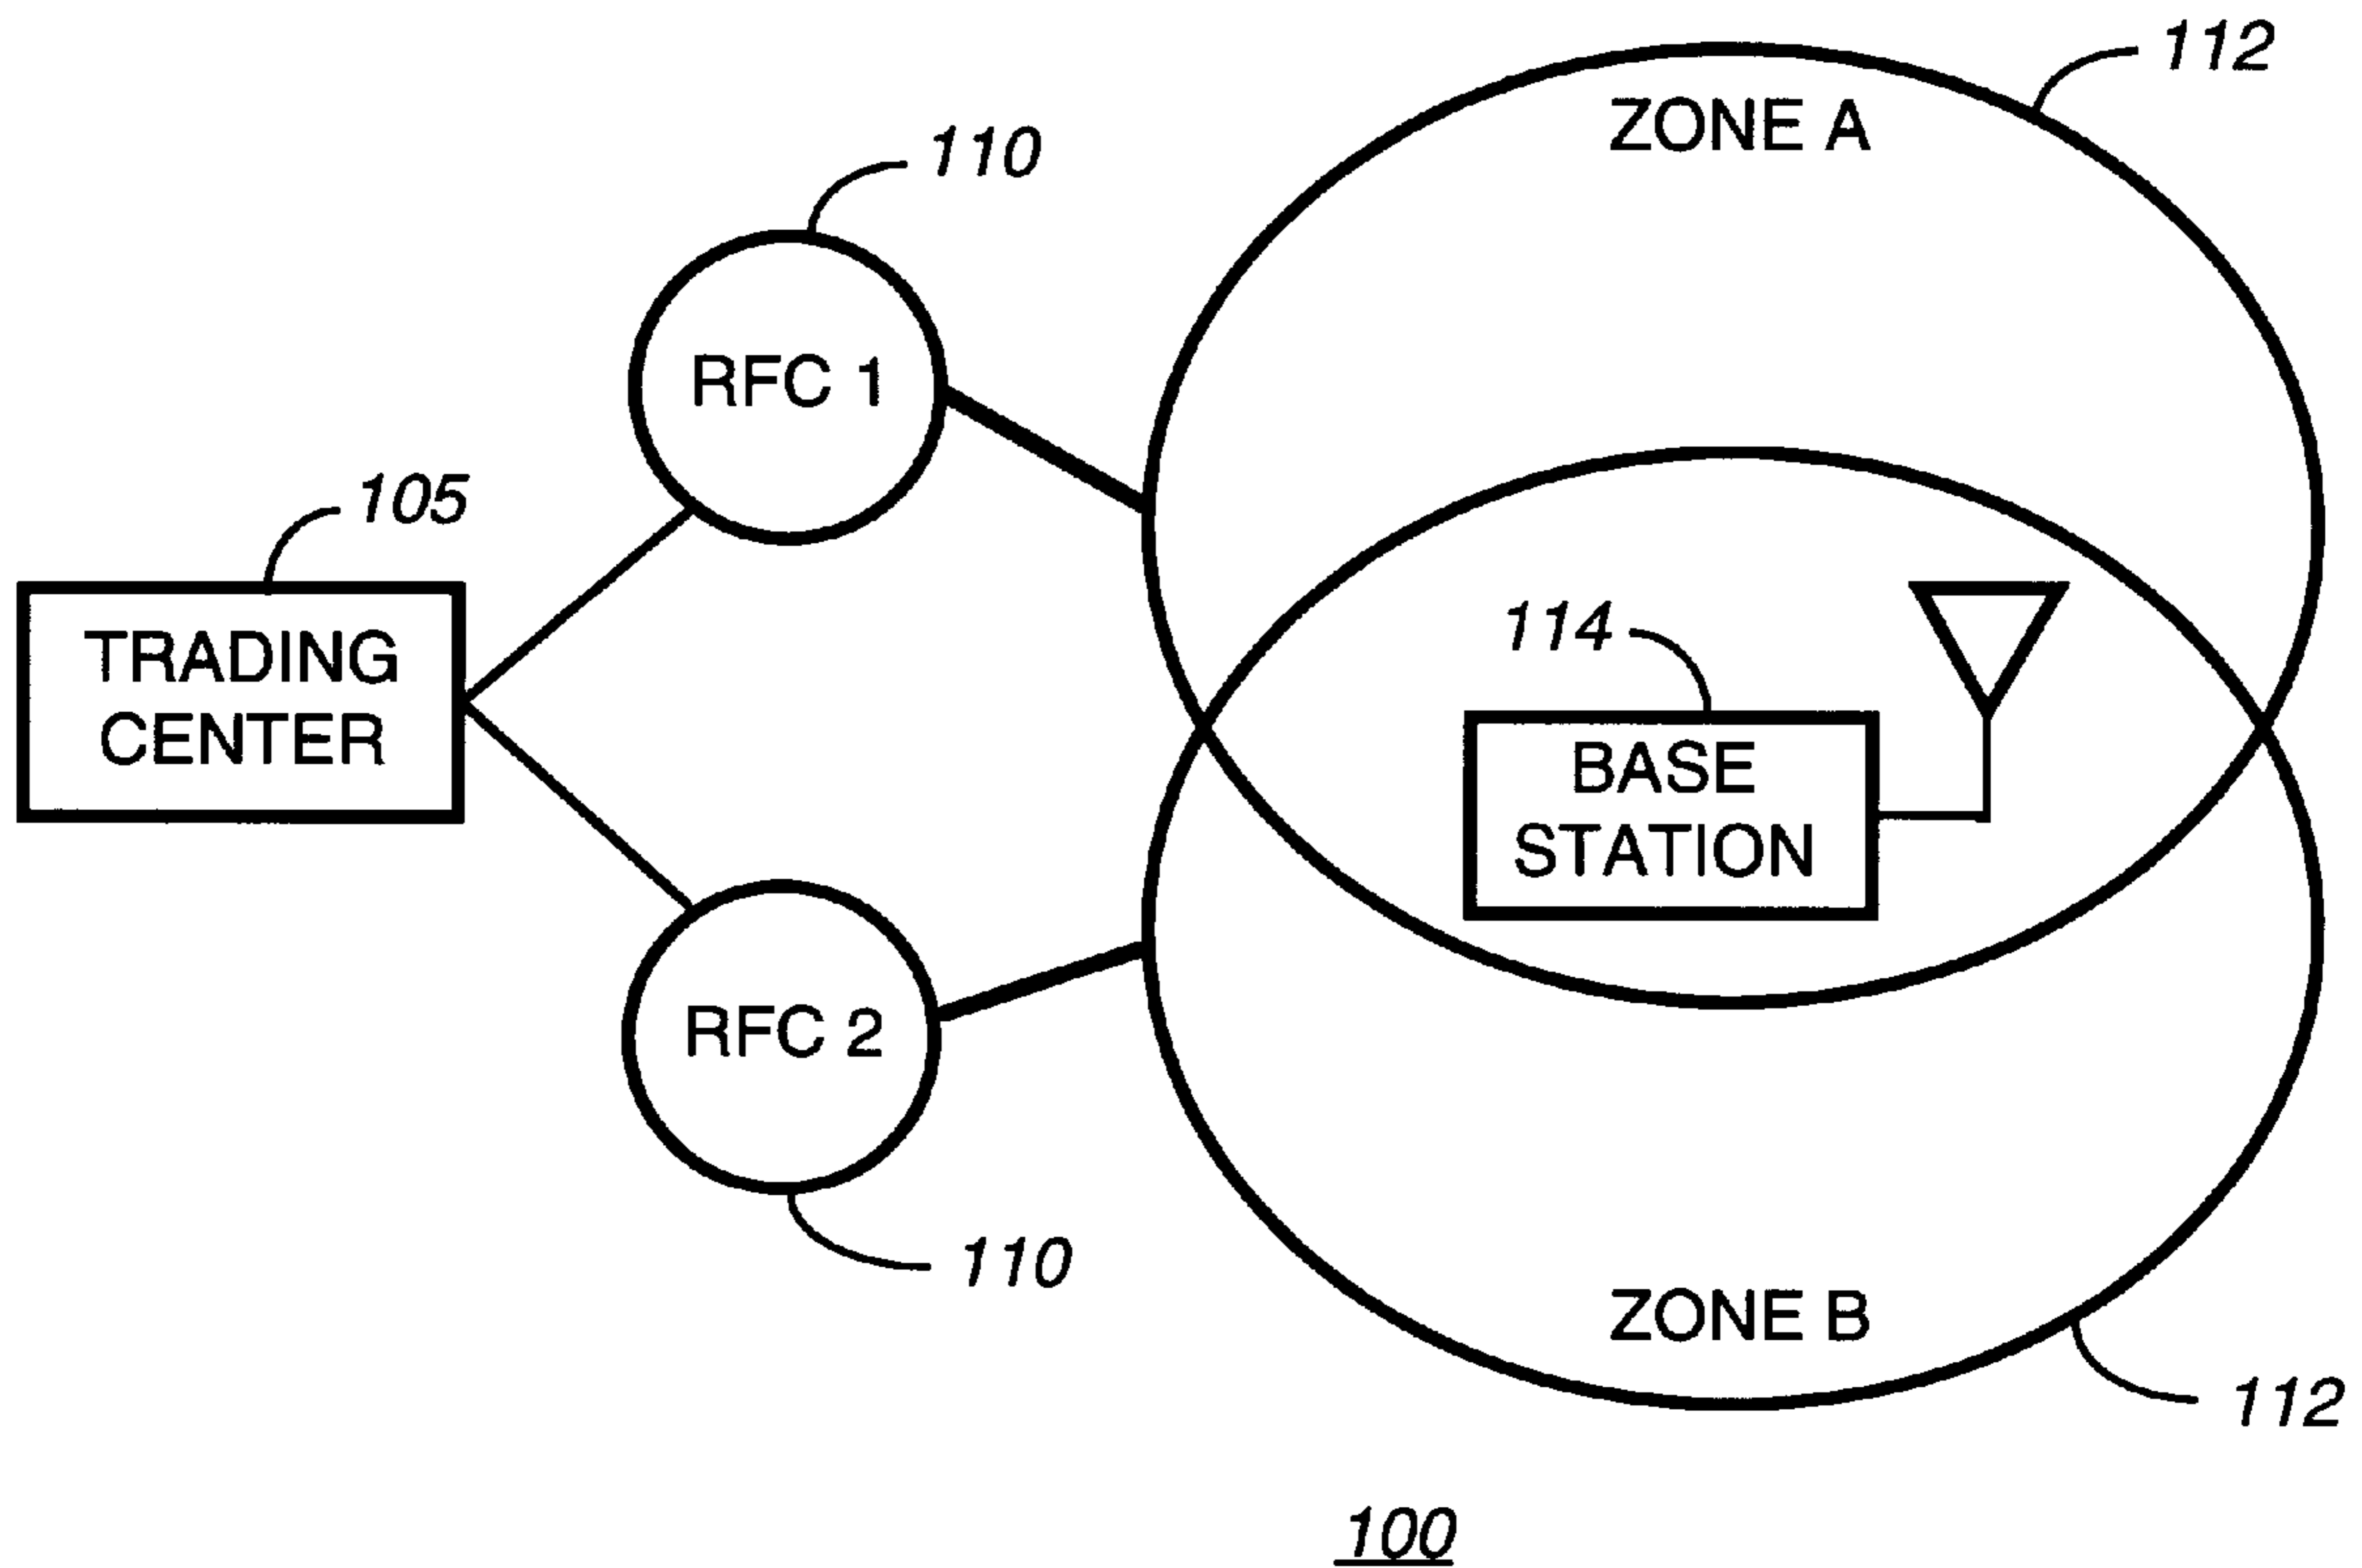 112
ZONE A
110
RFC 1
105
TRADING
CENTER
114
BASE
STATION
RFC 2
110
ZONE B
112
100